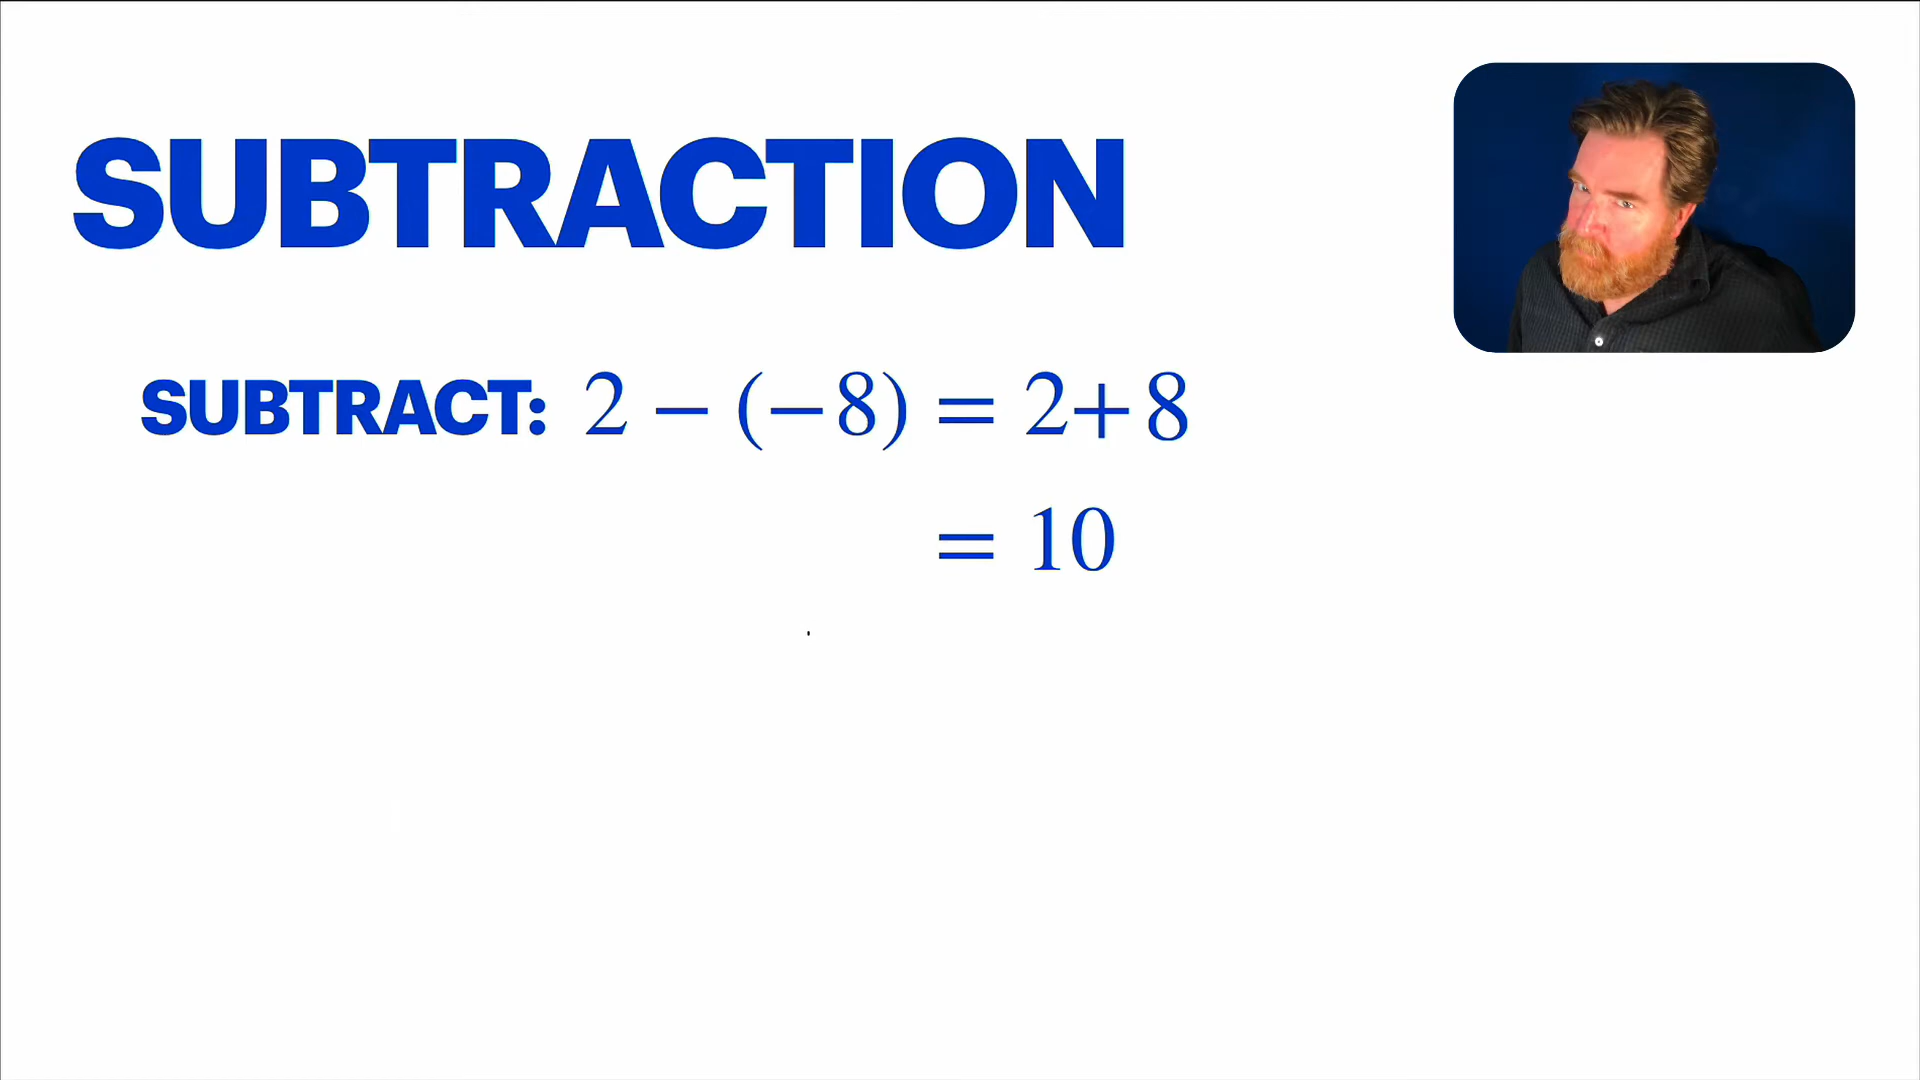 SUBTRACTION
SUBTRACT: 2 − (−8) = 2+8
= 10